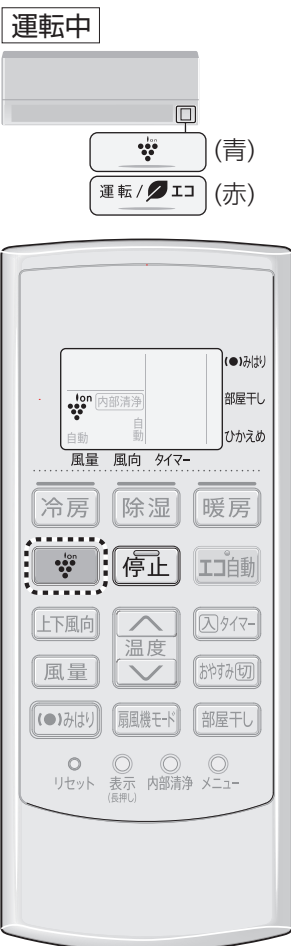 運転中
ion (青)
運転/エコ (赤)
(●)みはり
ion 内部清浄 部屋干し
自動 自動 ひかえめ
風量 風向 タイマー
冷房 除湿 暖房
ion 停止 エコ自動
上下風向 温度 入タイマー
風量 おやすみ切
(●)みはり 扇風機モード 部屋干し
リセット 表示 内部清浄 メニュー
(長押し)